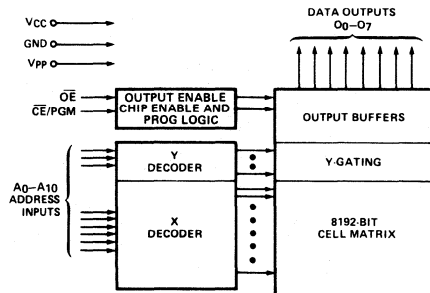 VCC
GND
VPP
DATA OUTPUTS
O0–O7
OE
CE/PGM
OUTPUT ENABLE
CHIP ENABLE AND
PROG LOGIC
OUTPUT BUFFERS
A0–A10
ADDRESS
INPUTS
Y
DECODER
Y-GATING
X
DECODER
8192-BIT
CELL MATRIX